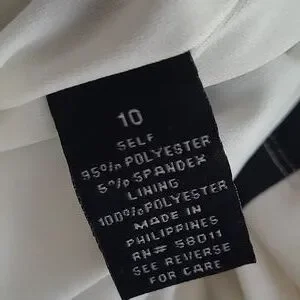 10
SELF
95% POLYESTER
5% SPANDEX
LINING
100% POLYESTER
MADE IN
PHILIPPINES
RN# 58011
SEE REVERSE
FOR CARE